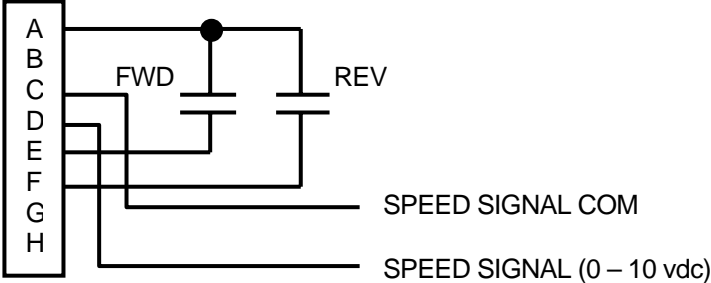 A
B
C
D
E
F
G
H
FWD
REV
SPEED SIGNAL COM
SPEED SIGNAL (0 – 10 vdc)